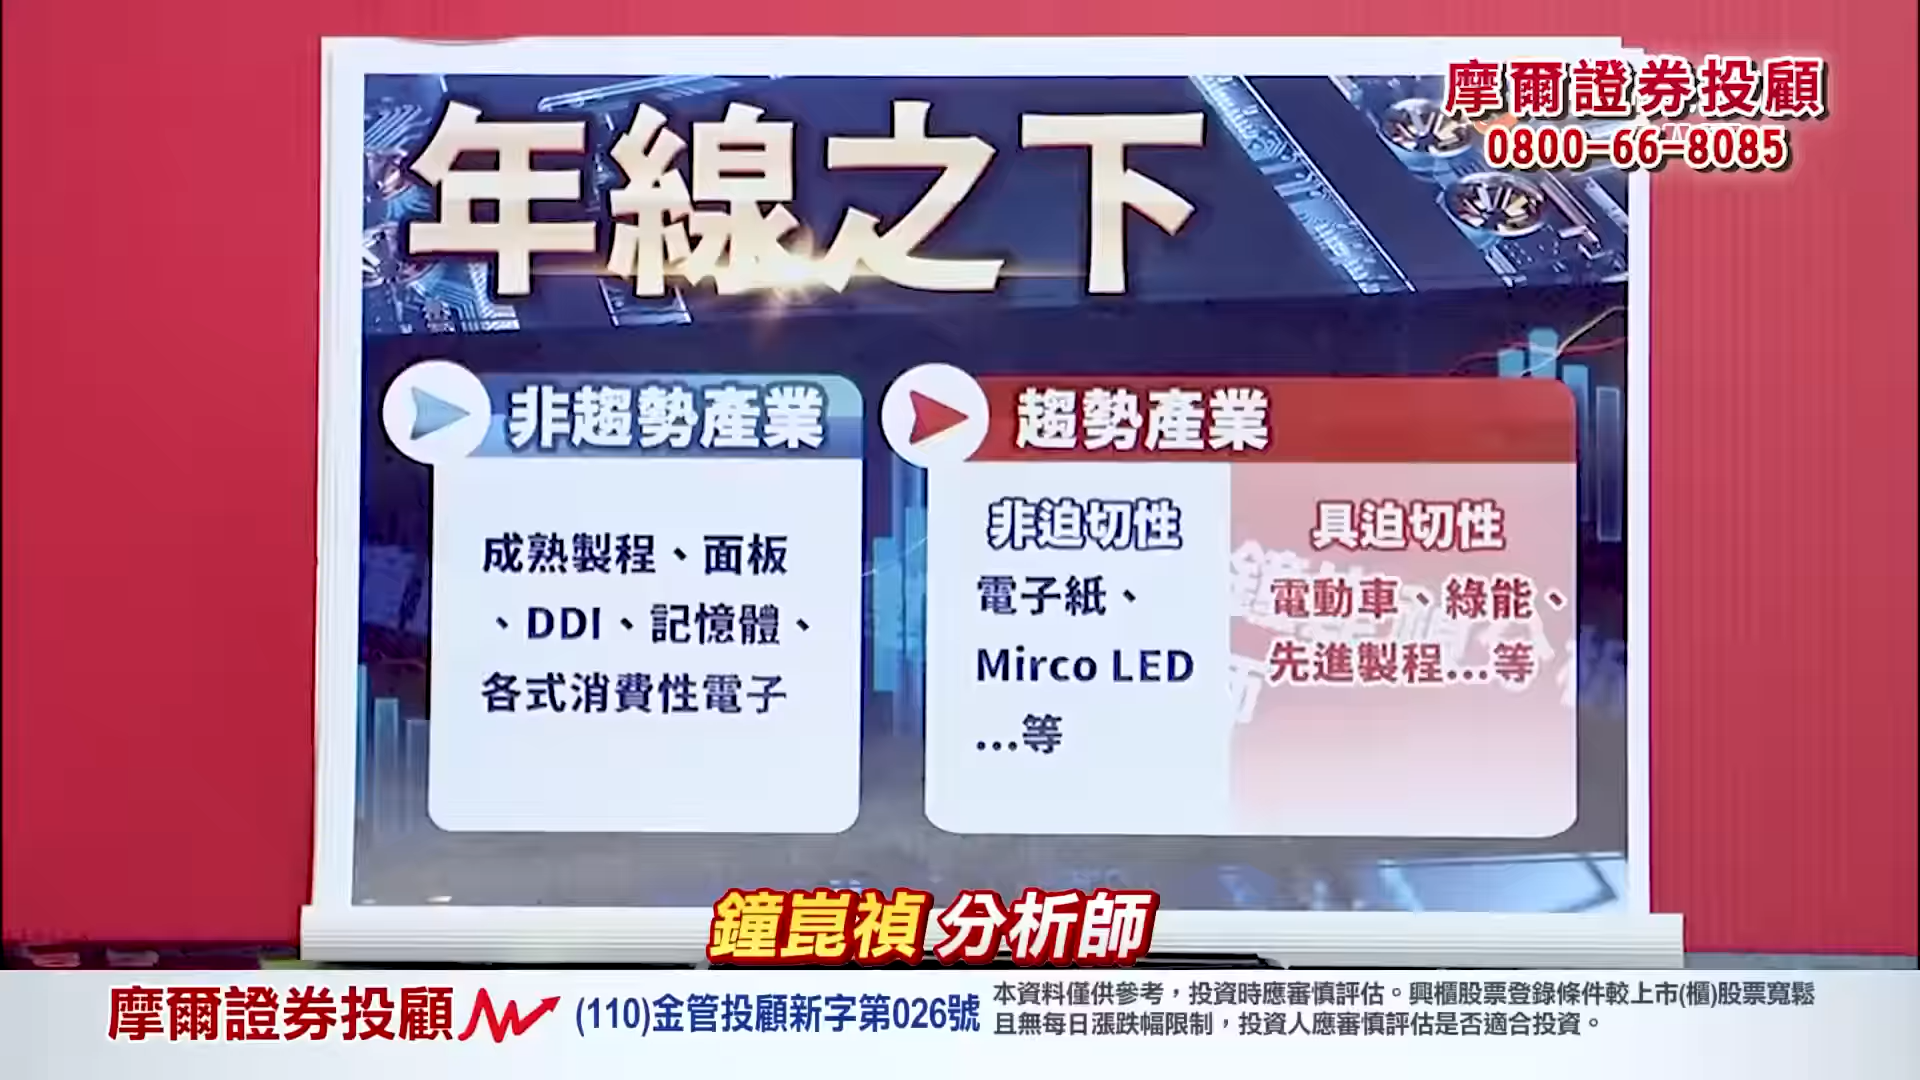 摩爾證券投顧
0800-66-8085
年線之下
非趨勢產業
成熟製程、面板
、DDI、記憶體、
各式消費性電子
趨勢產業
非迫切性
電子紙、
Mirco LED
...等
具迫切性
電動車、綠能、
先進製程...等
鐘崑禎 分析師
摩爾證券投顧
(110)金管投顧新字第026號
本資料僅供參考，投資時應審慎評估。興櫃股票登錄條件較上市(櫃)股票寬鬆
且無每日漲跌幅限制，投資人應審慎評估是否適合投資。